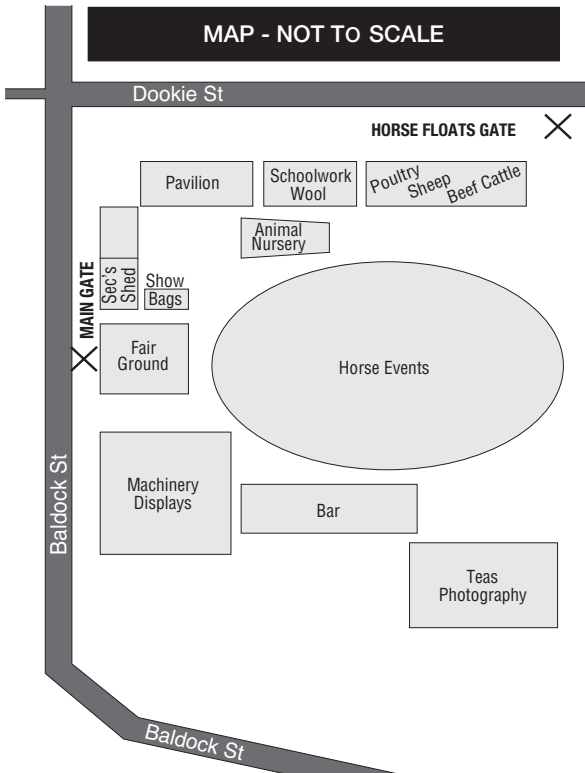 MAP - NOT TO SCALE
Dookie St
HORSE FLOATS GATE
Pavilion
Schoolwork
Wool
Poultry
Sheep
Beef Cattle
Animal
Nursery
MAIN GATE
Sec's
Shed
Show
Bags
Fair
Ground
Horse Events
Baldock St
Machinery
Displays
Bar
Teas
Photography
Baldock St